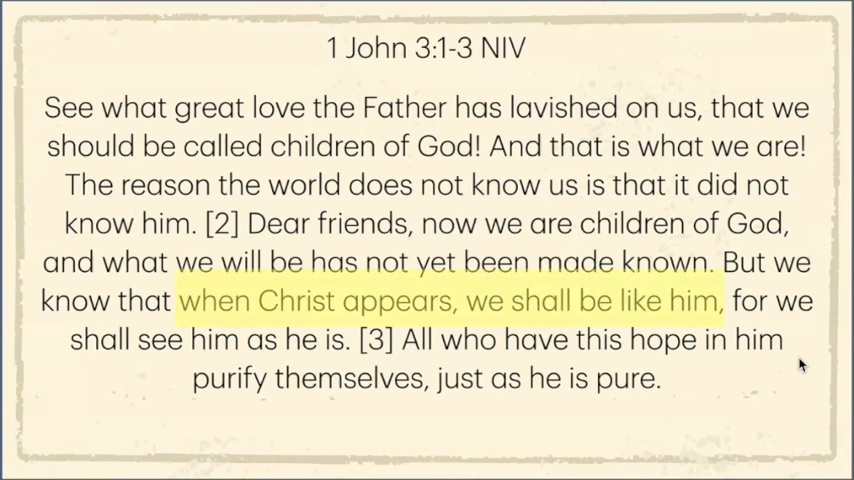 1 John 3:1-3 NIV
See what great love the Father has lavished on us, that we
should be called children of God! And that is what we are!
The reason the world does not know us is that it did not
know him. [2] Dear friends, now we are children of God,
and what we will be has not yet been made known. But we
know that when Christ appears, we shall be like him, for we
shall see him as he is. [3] All who have this hope in him
purify themselves, just as he is pure.